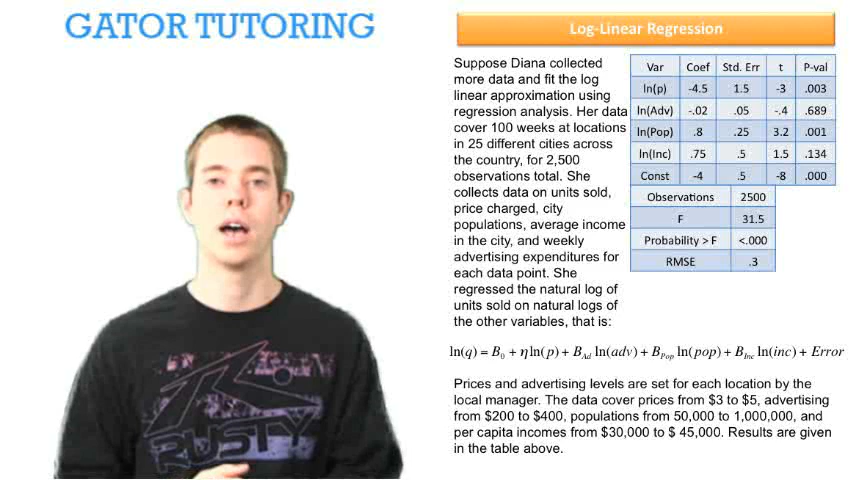 GATOR TUTORING
Log-Linear Regression
Suppose Diana collected
more data and fit the log
linear approximation using
regression analysis. Her data
cover 100 weeks at locations
in 25 different cities across
the country, for 2,500
observations total. She
collects data on units sold,
price charged, city
populations, average income
in the city, and weekly
advertising expenditures for
each data point. She
regressed the natural log of
units sold on natural logs of
the other variables, that is:
Var Coef Std. Err t P-val
ln(p) -4.5 1.5 -3 .003
ln(Adv) -.02 .05 -.4 .689
ln(Pop) .8 .25 3.2 .001
ln(Inc) .75 .5 1.5 .134
Const -4 .5 -8 .000
Observations 2500
F 31.5
Probability > F <.000
RMSE .3
ln(q) = B₀ + η ln(p) + B_Ad ln(adv) + B_Pop ln(pop) + B_Inc ln(inc) + Error
Prices and advertising levels are set for each location by the
local manager. The data cover prices from $3 to $5, advertising
from $200 to $400, populations from 50,000 to 1,000,000, and
per capita incomes from $30,000 to $ 45,000. Results are given
in the table above.
RUSTY